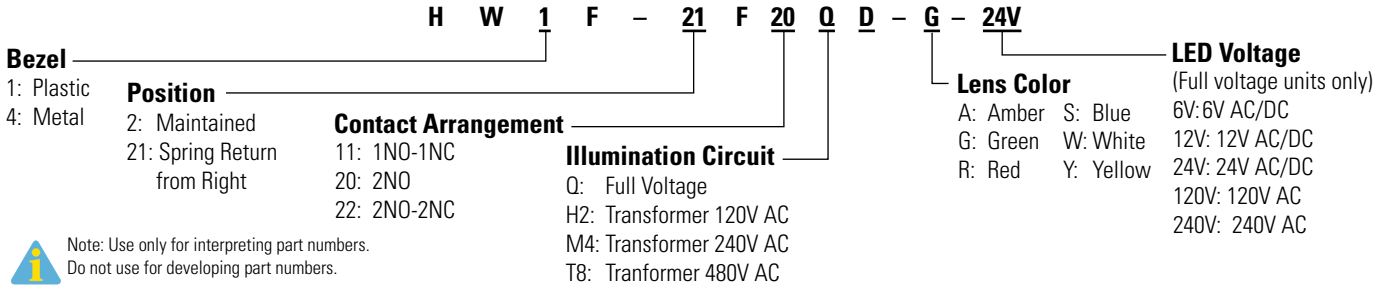 H W 1 F – 21 F 20 Q D – G – 24V
Bezel
1: Plastic
4: Metal
Position
2: Maintained
21: Spring Return
from Right
Contact Arrangement
11: 1NO-1NC
20: 2NO
22: 2NO-2NC
Illumination Circuit
Q: Full Voltage
H2: Transformer 120V AC
M4: Transformer 240V AC
T8: Tranformer 480V AC
Lens Color
A: Amber S: Blue
G: Green W: White
R: Red Y: Yellow
LED Voltage
(Full voltage units only)
6V: 6V AC/DC
12V: 12V AC/DC
24V: 24V AC/DC
120V: 120V AC
240V: 240V AC
Note: Use only for interpreting part numbers.
Do not use for developing part numbers.